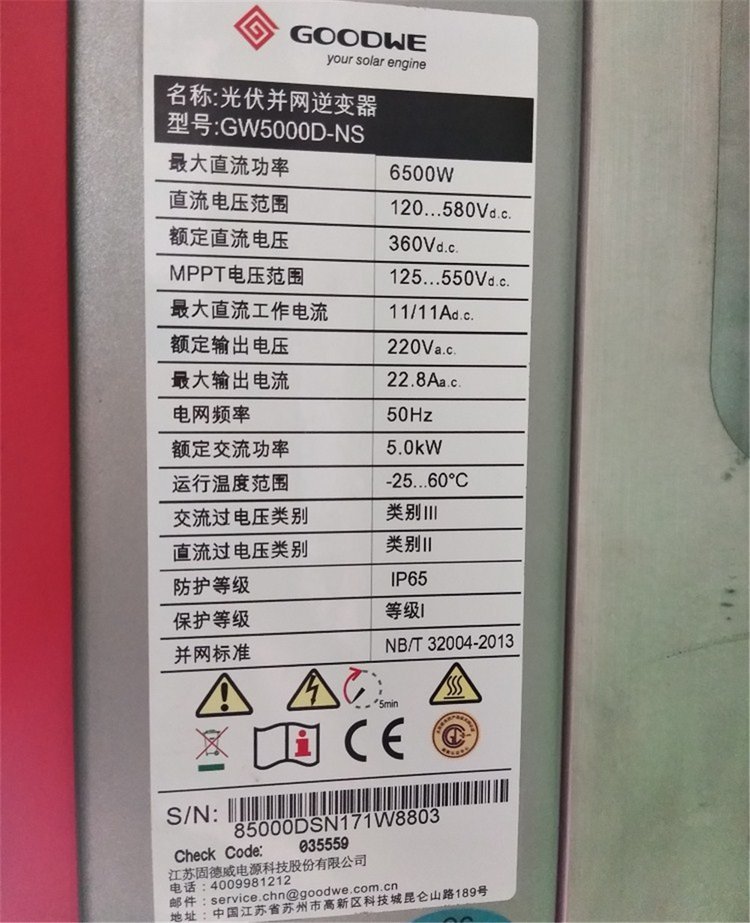 GOODWE
your solar engine
名称:光伏并网逆变器
型号:GW5000D-NS
最大直流功率 6500W
直流电压范围 120...580Vd.c.
额定直流电压 360Vd.c.
MPPT电压范围 125...550Vd.c.
最大直流工作电流 11/11Ad.c.
额定输出电压 220Va.c.
最大输出电流 22.8Aa.c.
电网频率 50Hz
额定交流功率 5.0kW
运行温度范围 -25...60°C
交流过电压类别 类别III
直流过电压类别 类别II
防护等级 IP65
保护等级 等级I
并网标准 NB/T 32004-2013
5min
CE
S/N:
85000DSN171W8803
Check Code: 035559
江苏固德威电源科技股份有限公司
电话:4009981212
邮件:service.chn@goodwe.com.cn
地址:中国江苏省苏州市高新区科技城昆仑山路189号